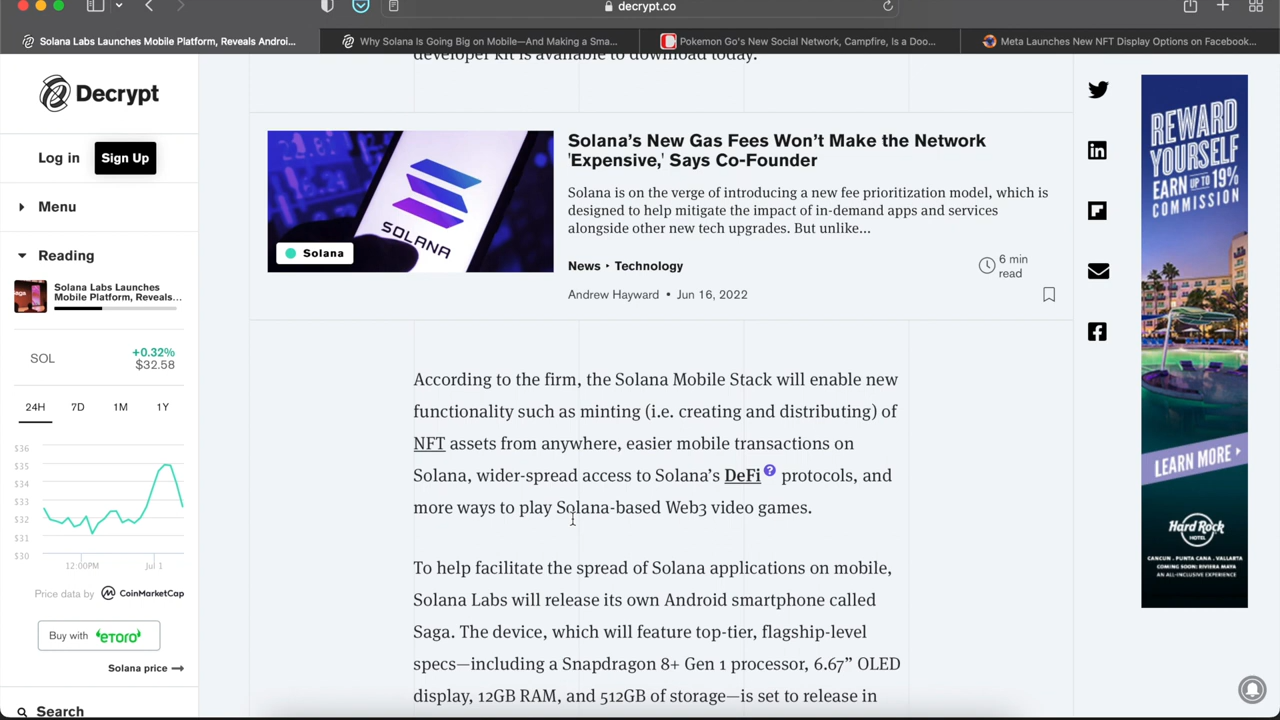 decrypt.co
Solana Labs Launches Mobile Platform, Reveals Androi...
Why Solana Is Going Big on Mobile—And Making a Sma...
Pokemon Go's New Social Network, Campfire, Is a Doo...
Meta Launches New NFT Display Options on Facebook...
Decrypt
Log in
Sign Up
Menu
Reading
Solana Labs Launches
Mobile Platform, Reveals...
SOL
+0.32%
$32.58
24H 7D 1M 1Y
$36
$35
$34
$33
$32
$31
$30
12:00PM Jul 1
Price data by CoinMarketCap
Buy with etoro
Solana price
Search
developer kit is available to download today.
SOLANA
Solana
Solana’s New Gas Fees Won’t Make the Network
'Expensive,' Says Co-Founder
Solana is on the verge of introducing a new fee prioritization model, which is
designed to help mitigate the impact of in-demand apps and services
alongside other new tech upgrades. But unlike...
News ‣ Technology
6 min
read
Andrew Hayward • Jun 16, 2022
According to the firm, the Solana Mobile Stack will enable new
functionality such as minting (i.e. creating and distributing) of
NFT assets from anywhere, easier mobile transactions on
Solana, wider-spread access to Solana’s DeFi ? protocols, and
more ways to play Solana-based Web3 video games.
To help facilitate the spread of Solana applications on mobile,
Solana Labs will release its own Android smartphone called
Saga. The device, which will feature top-tier, flagship-level
specs—including a Snapdragon 8+ Gen 1 processor, 6.67” OLED
display, 12GB RAM, and 512GB of storage—is set to release in
REWARD
YOURSELF
EARN UP TO 19%
COMMISSION
LEARN MORE
Hard Rock
HOTEL
CANCUN · PUNTA CANA · VALLARTA
COMING SOON: RIVIERA MAYA
AN ALL-INCLUSIVE EXPERIENCE